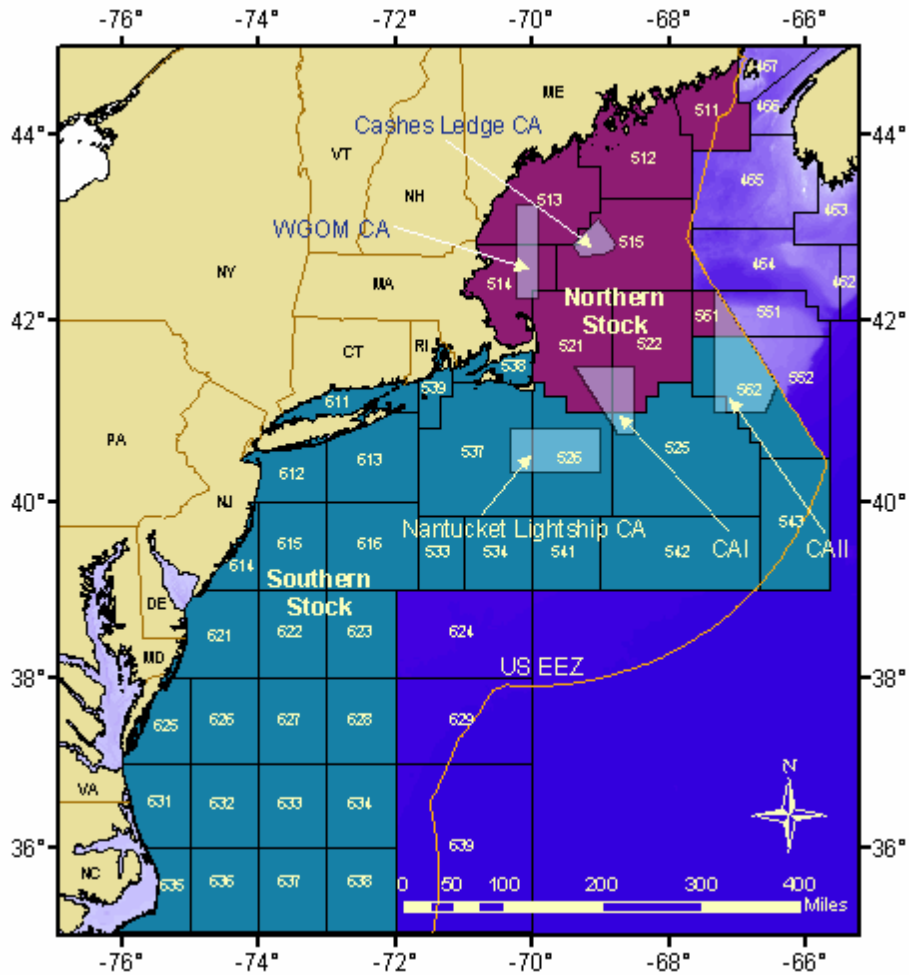 -76° -74° -72° -70° -68° -66°
467
ME
511
466
44°
44°
Cashes Ledge CA
VT
512
465
NH
513
463
WGOM CA
515
464
462
NY
MA
514
Northern
Stock
561
551
42°
42°
CT
RI
521
522
538
552
539
562
611
PA
537
526
525
613
612
40°
40°
NJ
Nantucket Lightship CA
543
615
616
533
534
541
542
CAI
CAII
614
Southern
Stock
DE
621
622
623
624
MD
US EEZ
38°
38°
625
626
627
628
629
VA
631
632
633
634
N
36°
639
36°
NC
635
636
637
638
0 50 100 200 300 400
Miles
-76° -74° -72° -70° -68° -66°